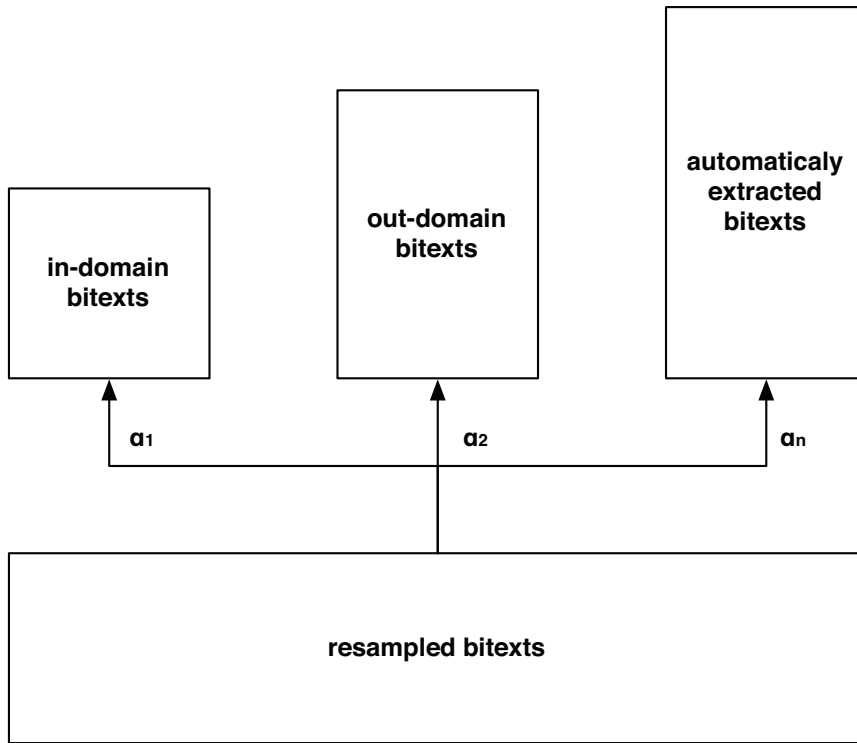 in-domain
bitexts
out-domain
bitexts
automaticaly
extracted
bitexts
α1
α2
αn
resampled bitexts